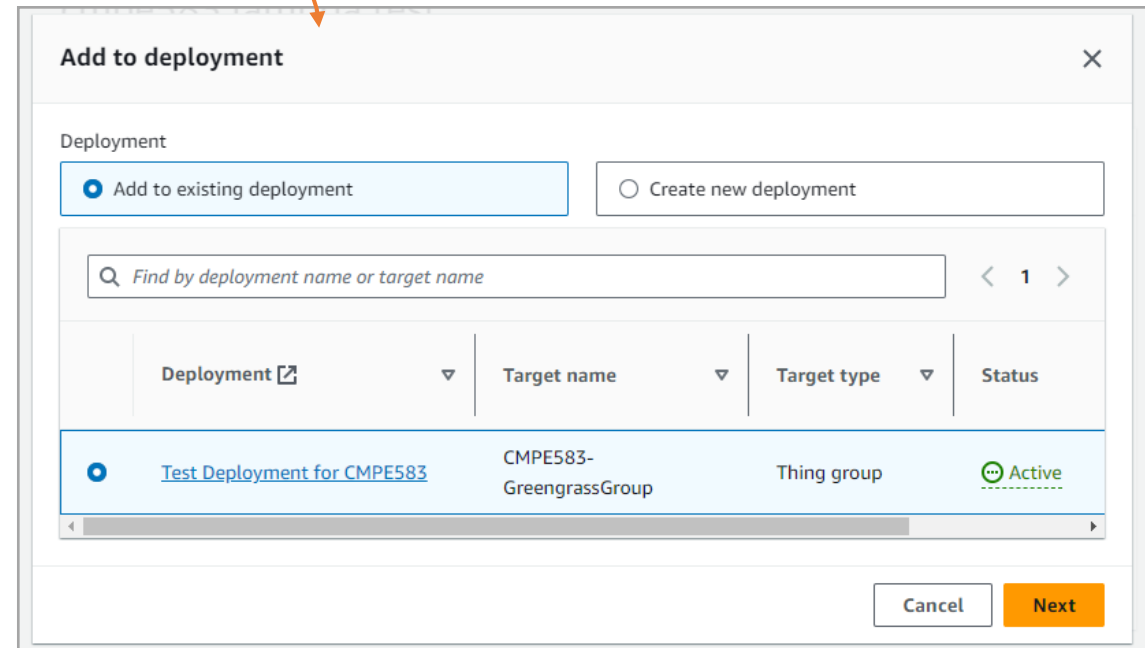 Add to deployment
Deployment
Add to existing deployment
Create new deployment
Find by deployment name or target name
1
Deployment
Target name
Target type
Status
Test Deployment for CMPE583
CMPE583-
GreengrassGroup
Thing group
Active
Cancel
Next